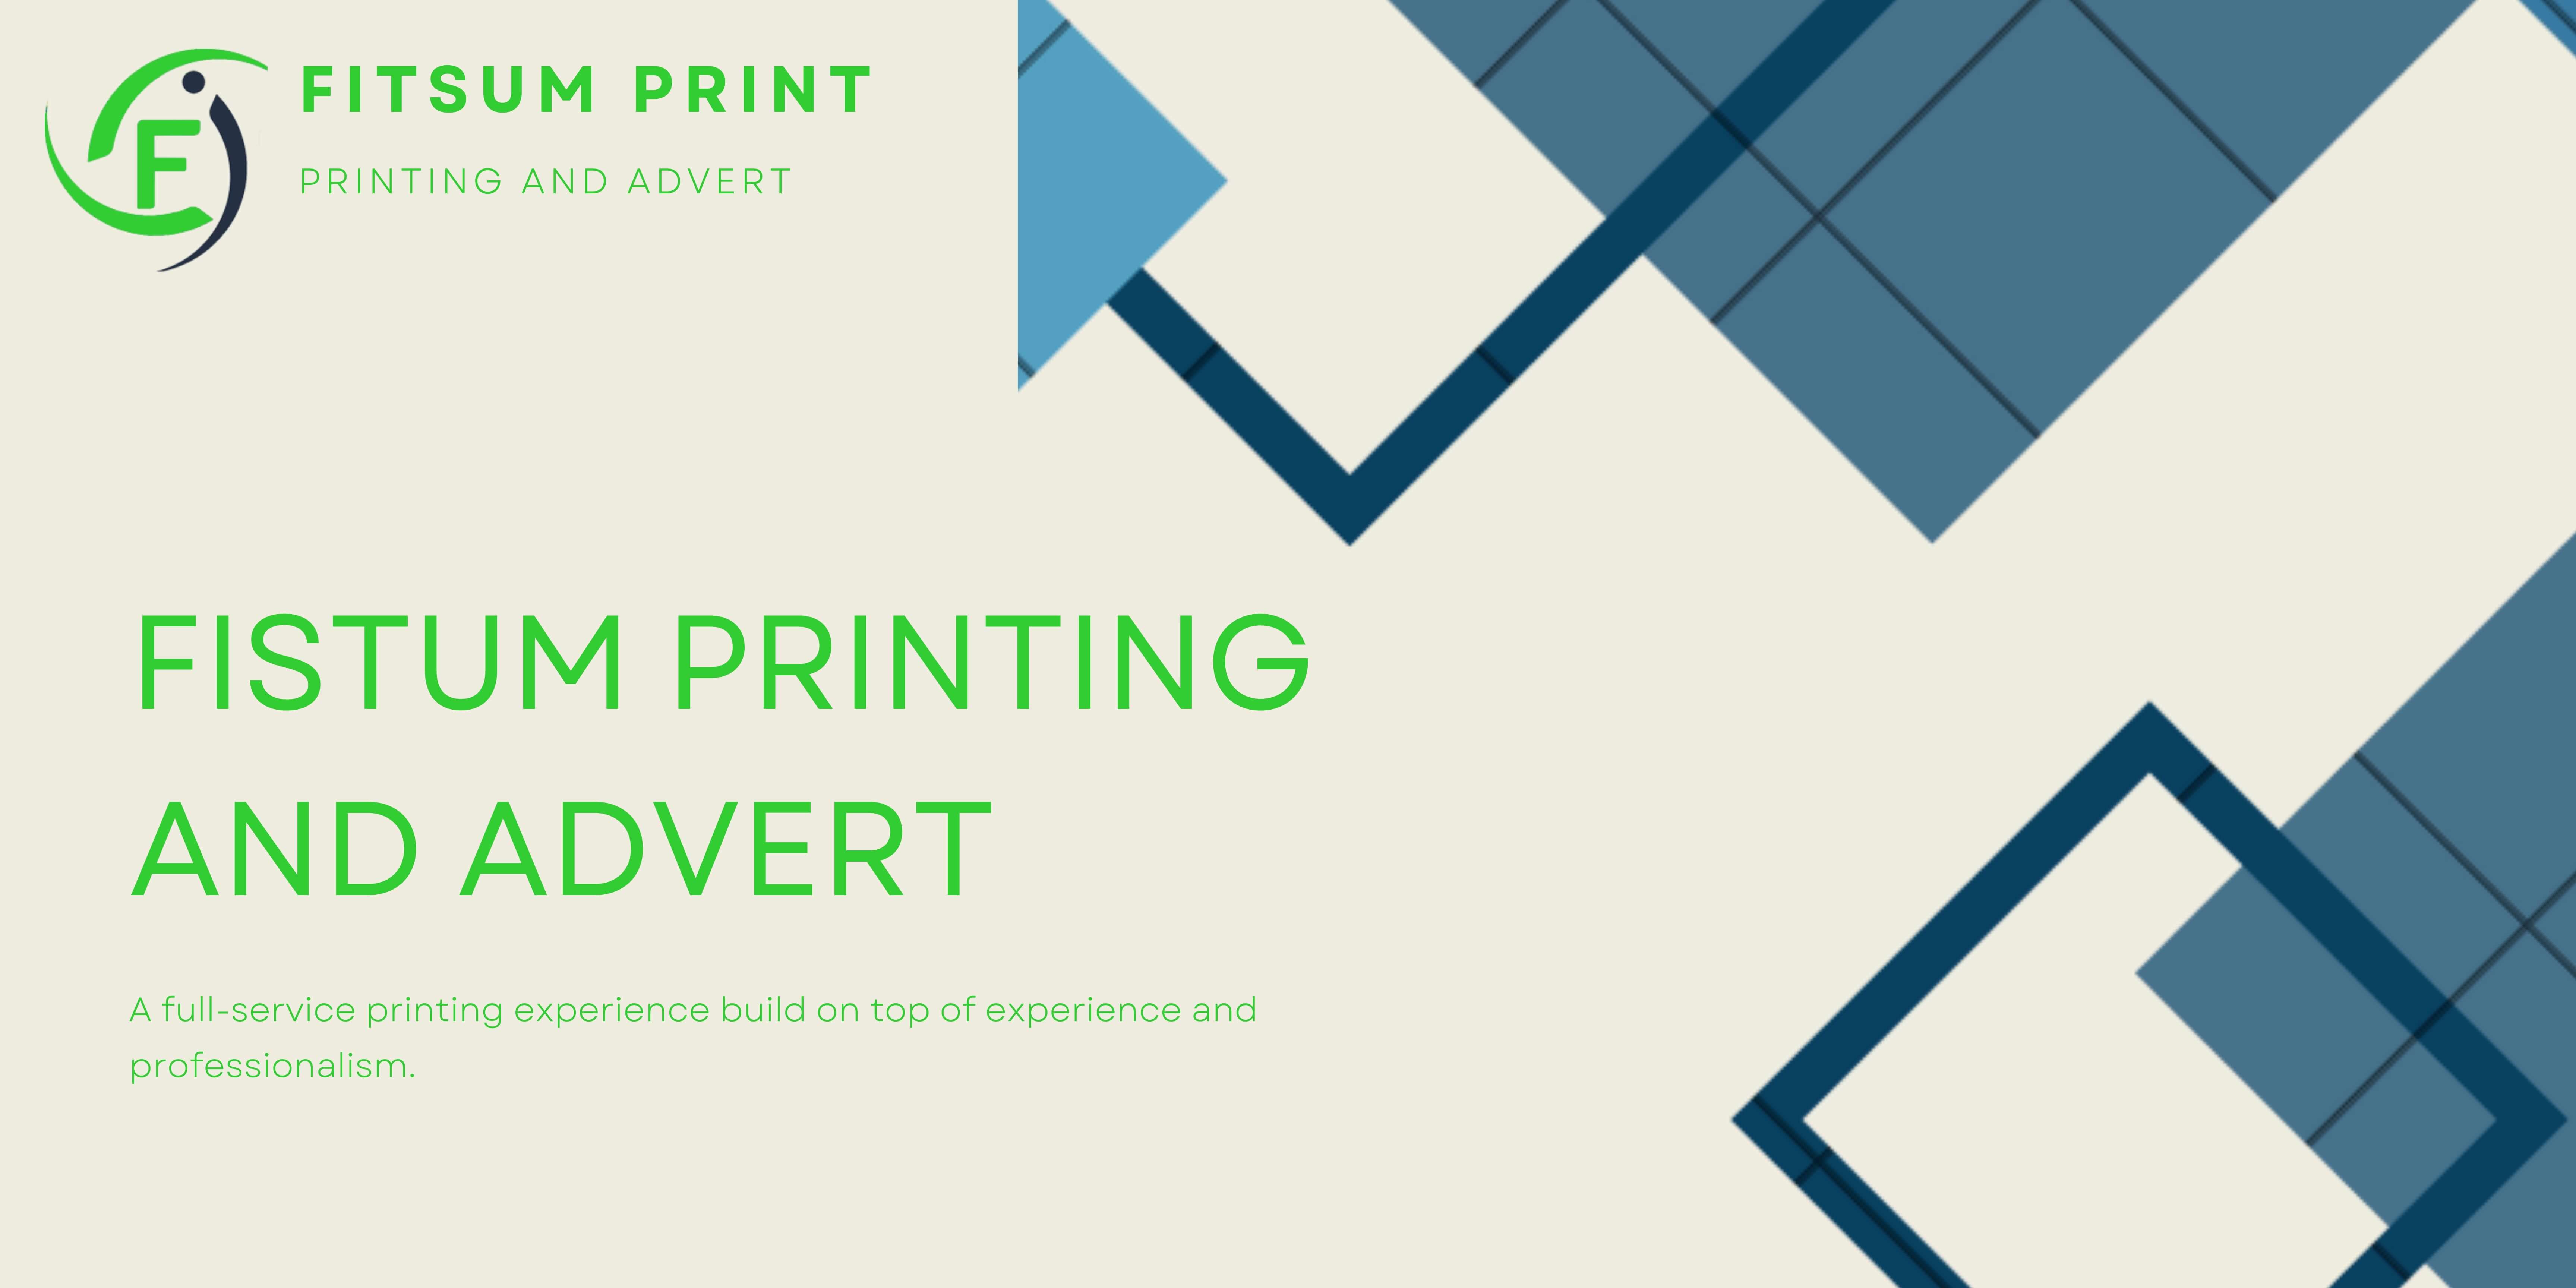 FITSUM PRINT
PRINTING AND ADVERT
F
FISTUM PRINTING
AND ADVERT
A full-service printing experience build on top of experience and
professionalism.